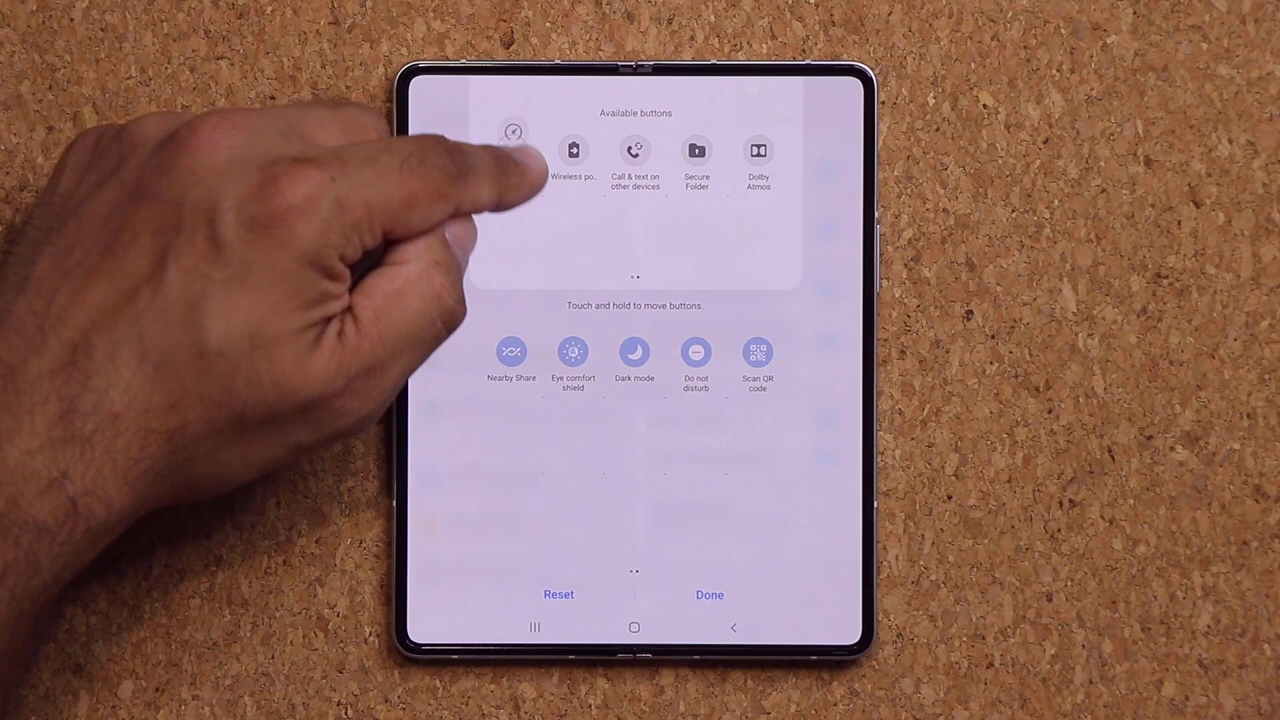 Available buttons
Wireless po..
Call & text on
other devices
Secure
Folder
Dolby
Atmos
Touch and hold to move buttons.
Nearby Share
Eye comfort
shield
Dark mode
Do not
disturb
Scan QR
code
Reset
Done